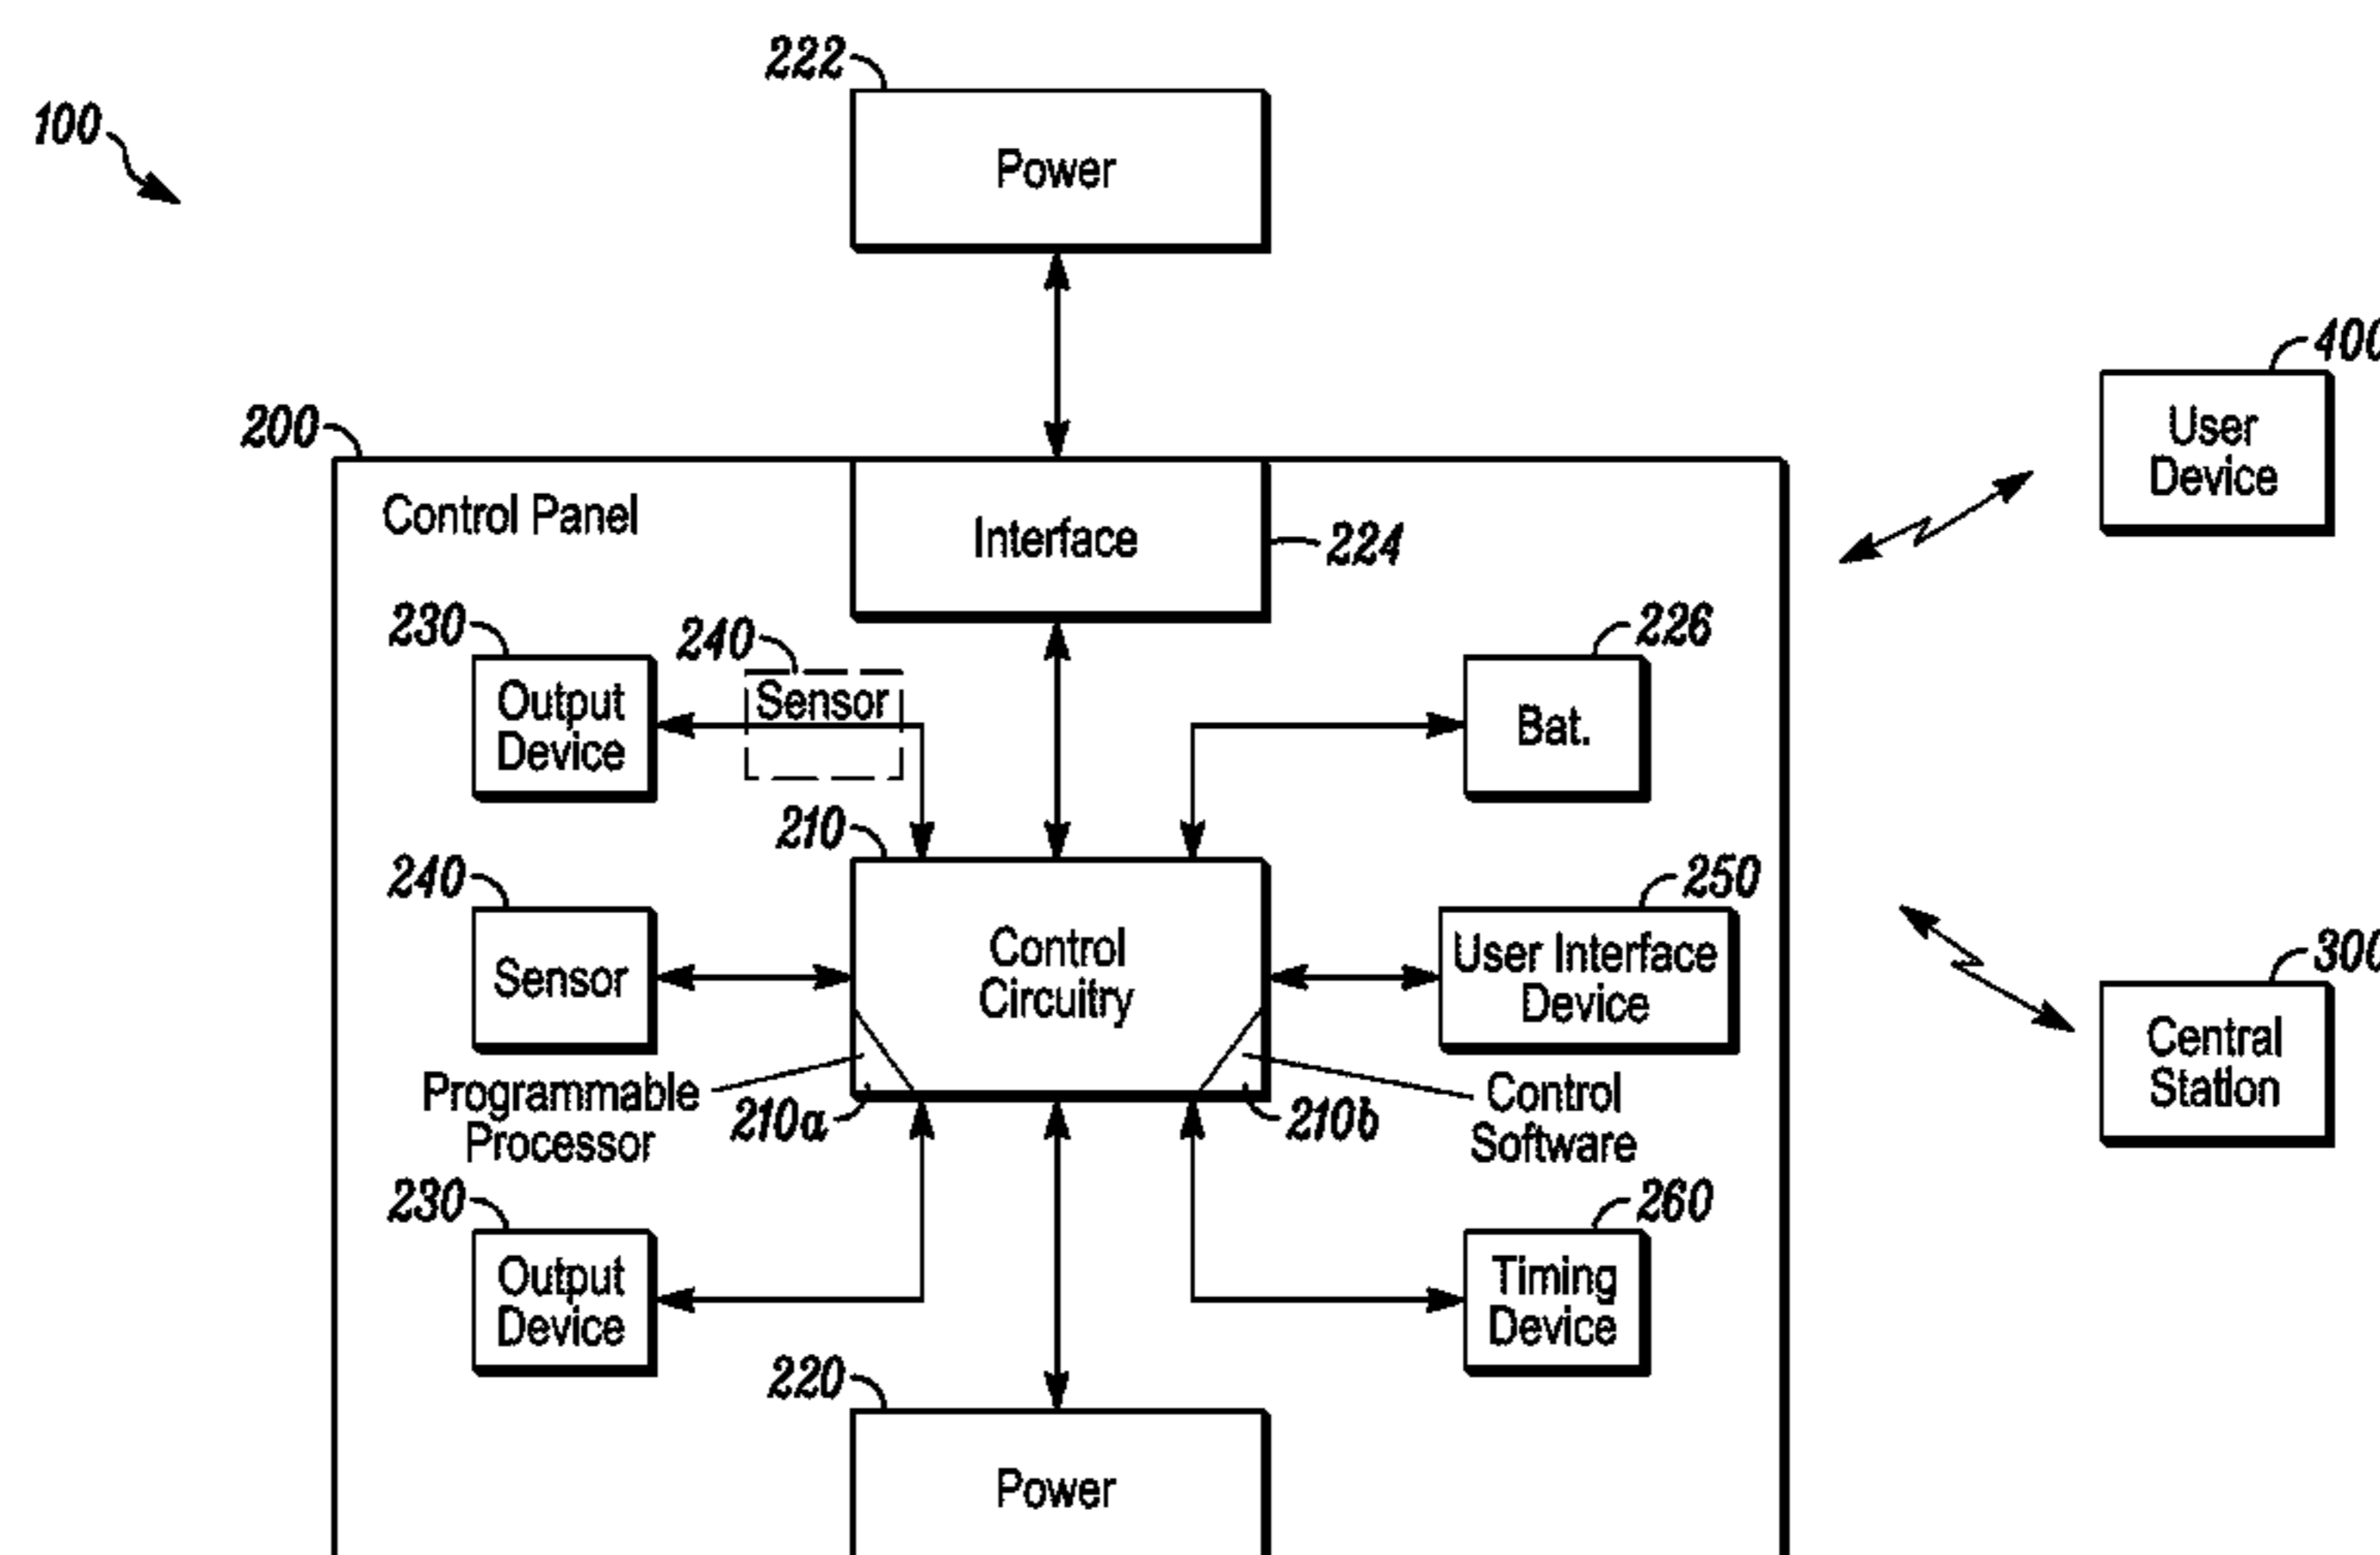 222
100
Power
400
User
Device
200
Control Panel
Interface
224
230
240
226
Output
Device
Sensor
Bat.
210
240
250
Sensor
Control
Circuitry
User Interface
Device
300
Central
Station
Programmable
Processor
210a
210b
Control
Software
230
260
Output
Device
Timing
Device
220
Power